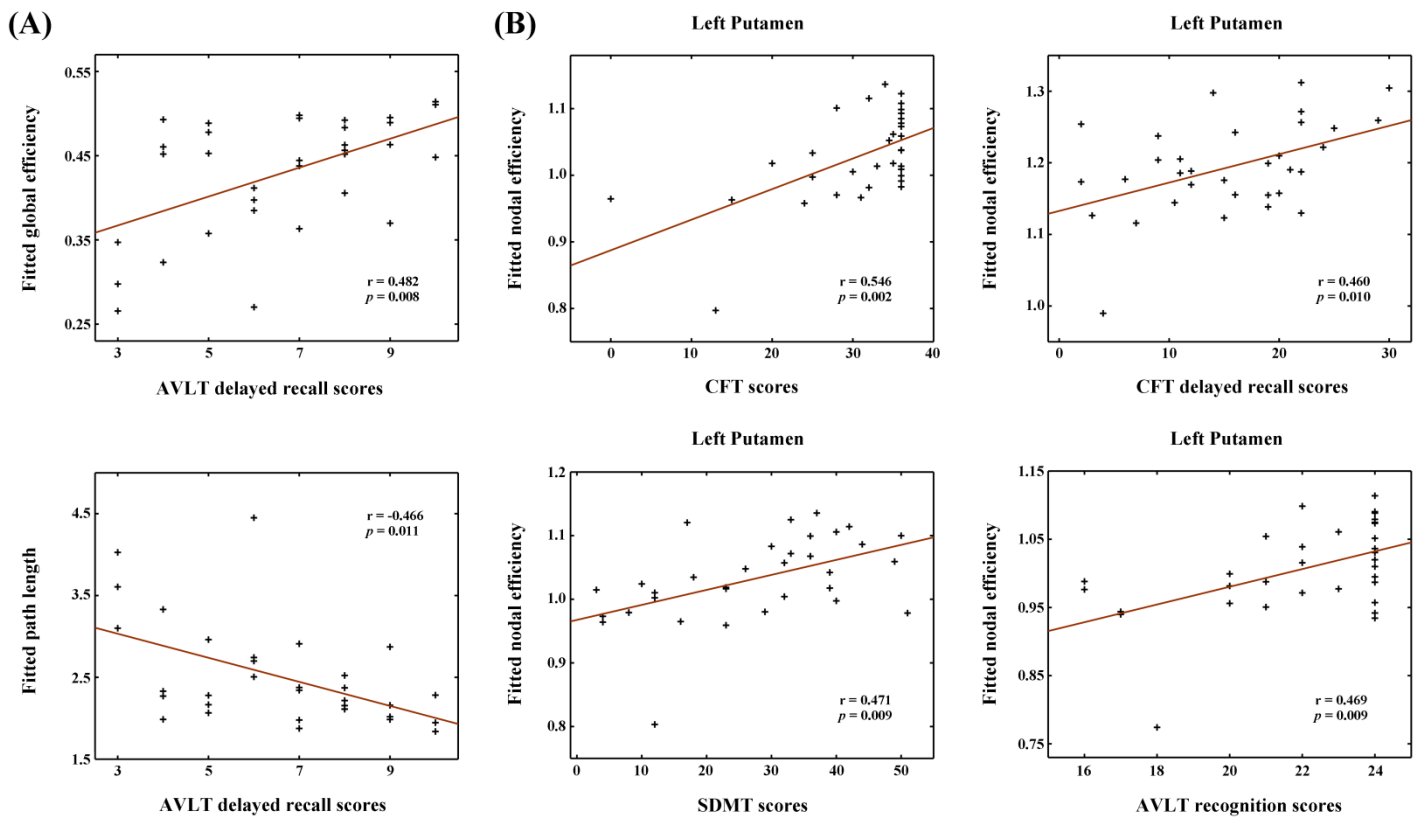 (A)
Fitted global efficiency
0.55
0.45
0.35
0.25
r = 0.482
p = 0.008
3 5 7 9
AVLT delayed recall scores
(B)
Left Putamen
Fitted nodal efficiency
1.1
1.0
0.9
0.8
r = 0.546
p = 0.002
0 10 20 30 40
CFT scores
Left Putamen
Fitted nodal efficiency
1.3
1.2
1.1
1.0
r = 0.460
p = 0.010
0 10 20 30
CFT delayed recall scores
Fitted path length
4.5
3.5
2.5
1.5
r = -0.466
p = 0.011
3 5 7 9
AVLT delayed recall scores
Left Putamen
Fitted nodal efficiency
1.2
1.1
1.0
0.9
0.8
r = 0.471
p = 0.009
0 10 20 30 40 50
SDMT scores
Left Putamen
Fitted nodal efficiency
1.15
1.05
0.95
0.85
0.75
r = 0.469
p = 0.009
16 18 20 22 24
AVLT recognition scores